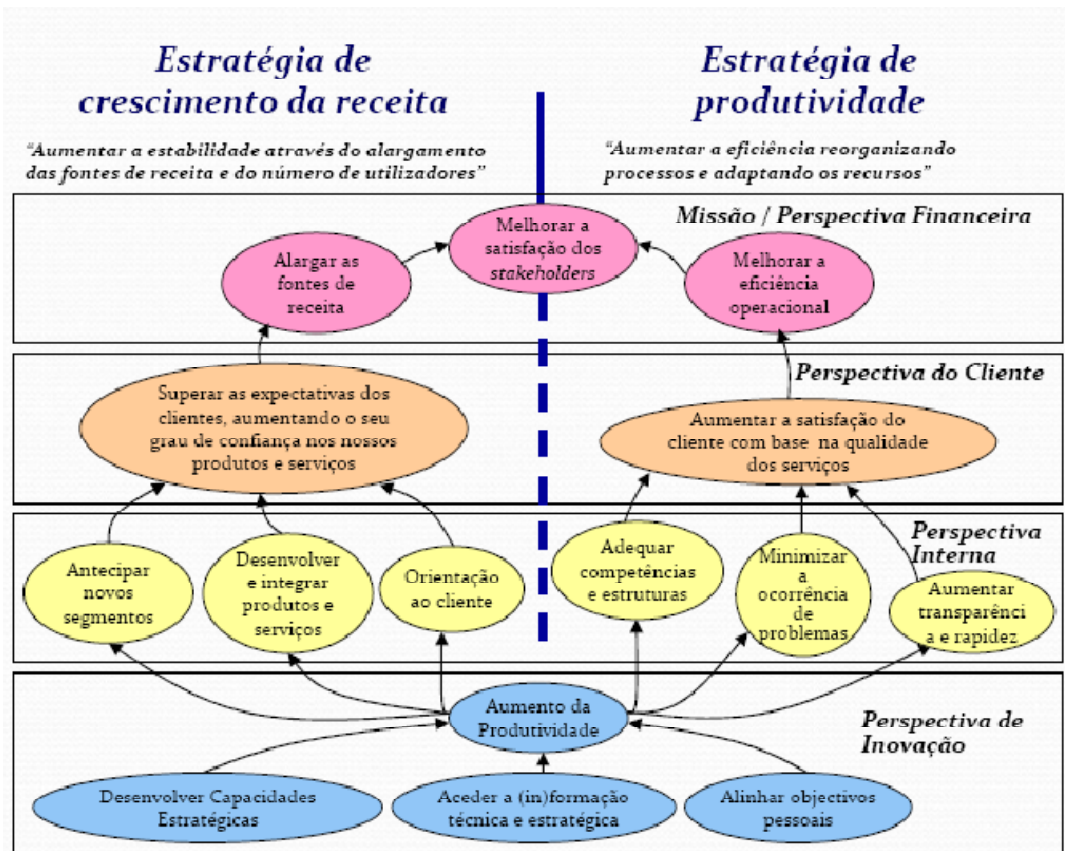 Estratégia de
crescimento da receita
"Aumentar a estabilidade através do alargamento
das fontes de receita e do número de utilizadores"
Estratégia de
produtividade
"Aumentar a eficiência reorganizando
processos e adaptando os recursos"
Missão / Perspectiva Financeira
Melhorar a
satisfação dos
stakeholders
Alargar as
fontes de
receita
Melhorar a
eficiência
operacional
Perspectiva do Cliente
Superar as expectativas dos
clientes, aumentando o seu
grau de confiança nos nossos
produtos e serviços
Aumentar a satisfação do
cliente com base na qualidade
dos serviços
Perspectiva
Interna
Antecipar
novos
segmentos
Desenvolver
e integrar
produtos e
serviços
Orientação
ao cliente
Adequar
competências
e estruturas
Minimizar
a
ocorrência
de
problemas
Aumentar
transparênci
a e rapidez
Perspectiva de
Inovação
Aumento da
Produtividade
Desenvolver Capacidades
Estratégicas
Aceder a (in)formação
técnica e estratégica
Alinhar objectivos
pessoais